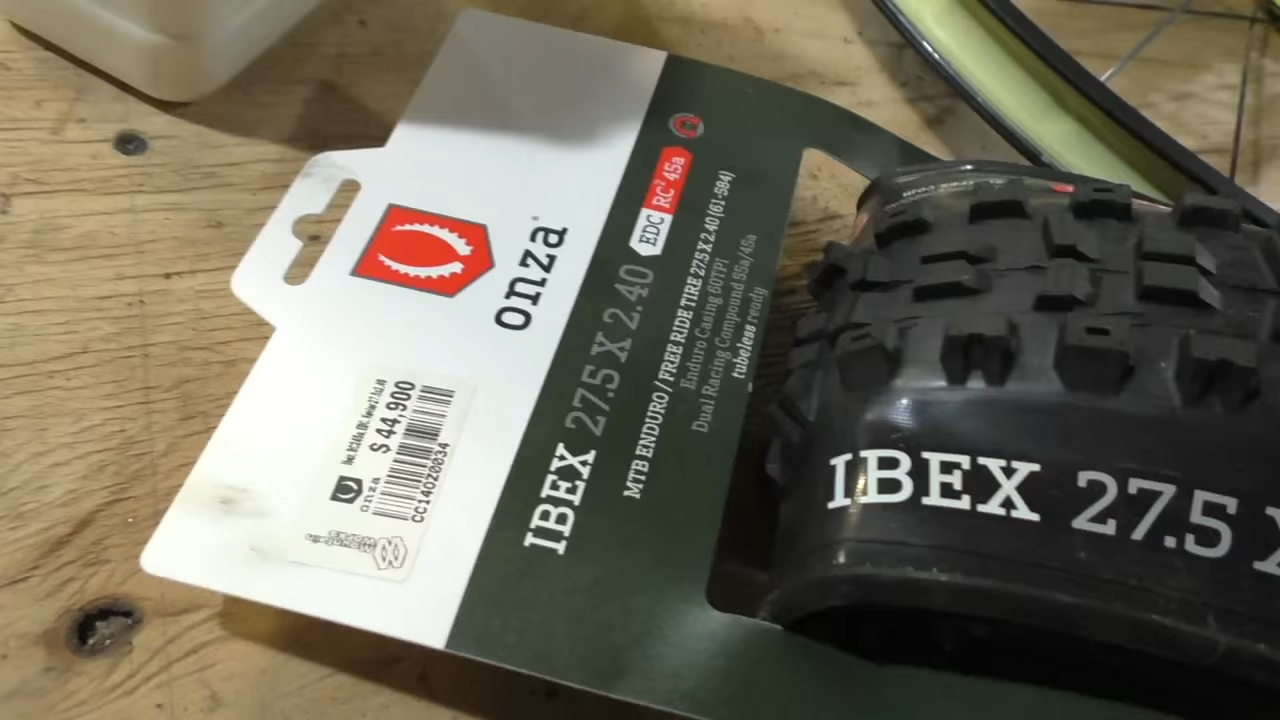 onza
IBEX 27.5 X 2.40
EDC RC² 45a
MTB ENDURO / FREE RIDE TIRE 27.5 X 2.40 (61-584)
Enduro Casing 60TPI
Dual Racing Compound 55a/45a
tubeless ready
$ 44,900
onza
CC14020034
IBEX 27.5 X